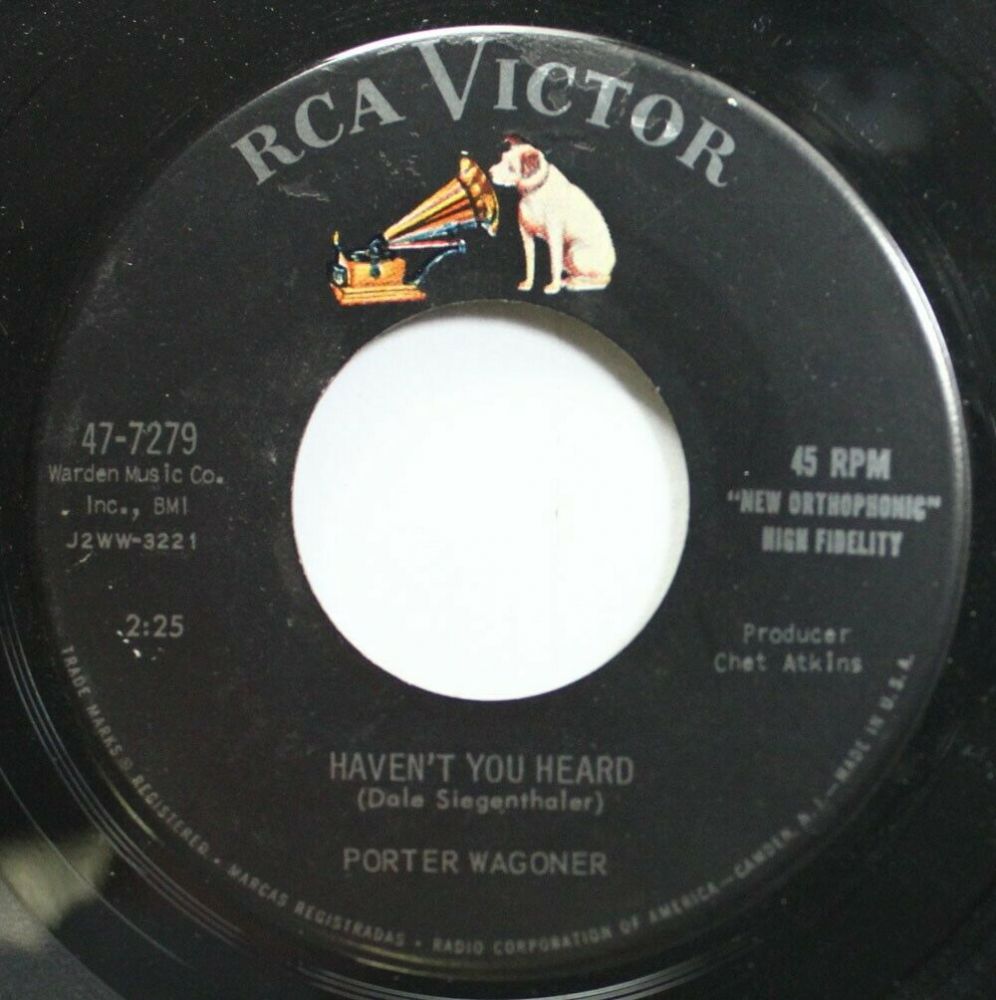 RCA VICTOR
47-7279
Warden Music Co.
Inc., BMI
J2WW-3221
2:25
45 RPM
"NEW ORTHOPHONIC"
HIGH FIDELITY
Producer
Chet Atkins
HAVEN'T YOU HEARD
(Dale Siegenthaler)
PORTER WAGONER
TRADE MARKS ® REGISTERED • MARCAS REGISTRADAS • RADIO CORPORATION OF AMERICA—CAMDEN, N. J.—MADE IN U.S.A.